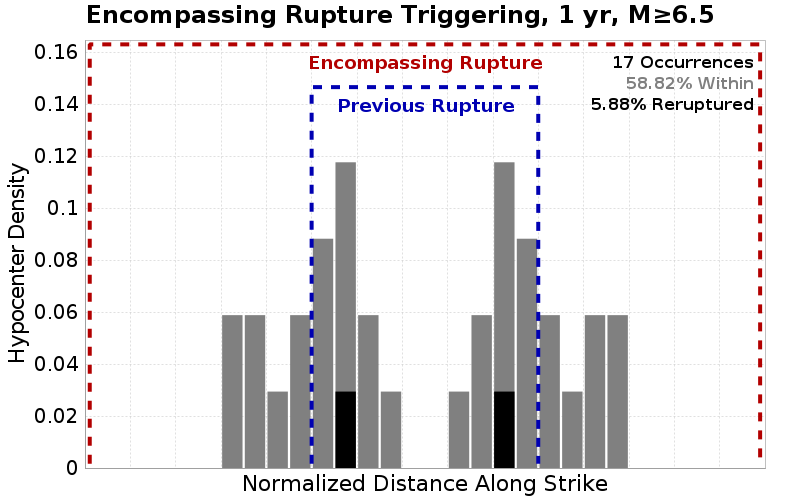 Encompassing Rupture Triggering, 1 yr, M≥6.5
0.16
0.14
0.12
0.1
0.08
0.06
0.04
0.02
0
Hypocenter Density
Encompassing Rupture
Previous Rupture
17 Occurrences
58.82% Within
5.88% Reruptured
Normalized Distance Along Strike